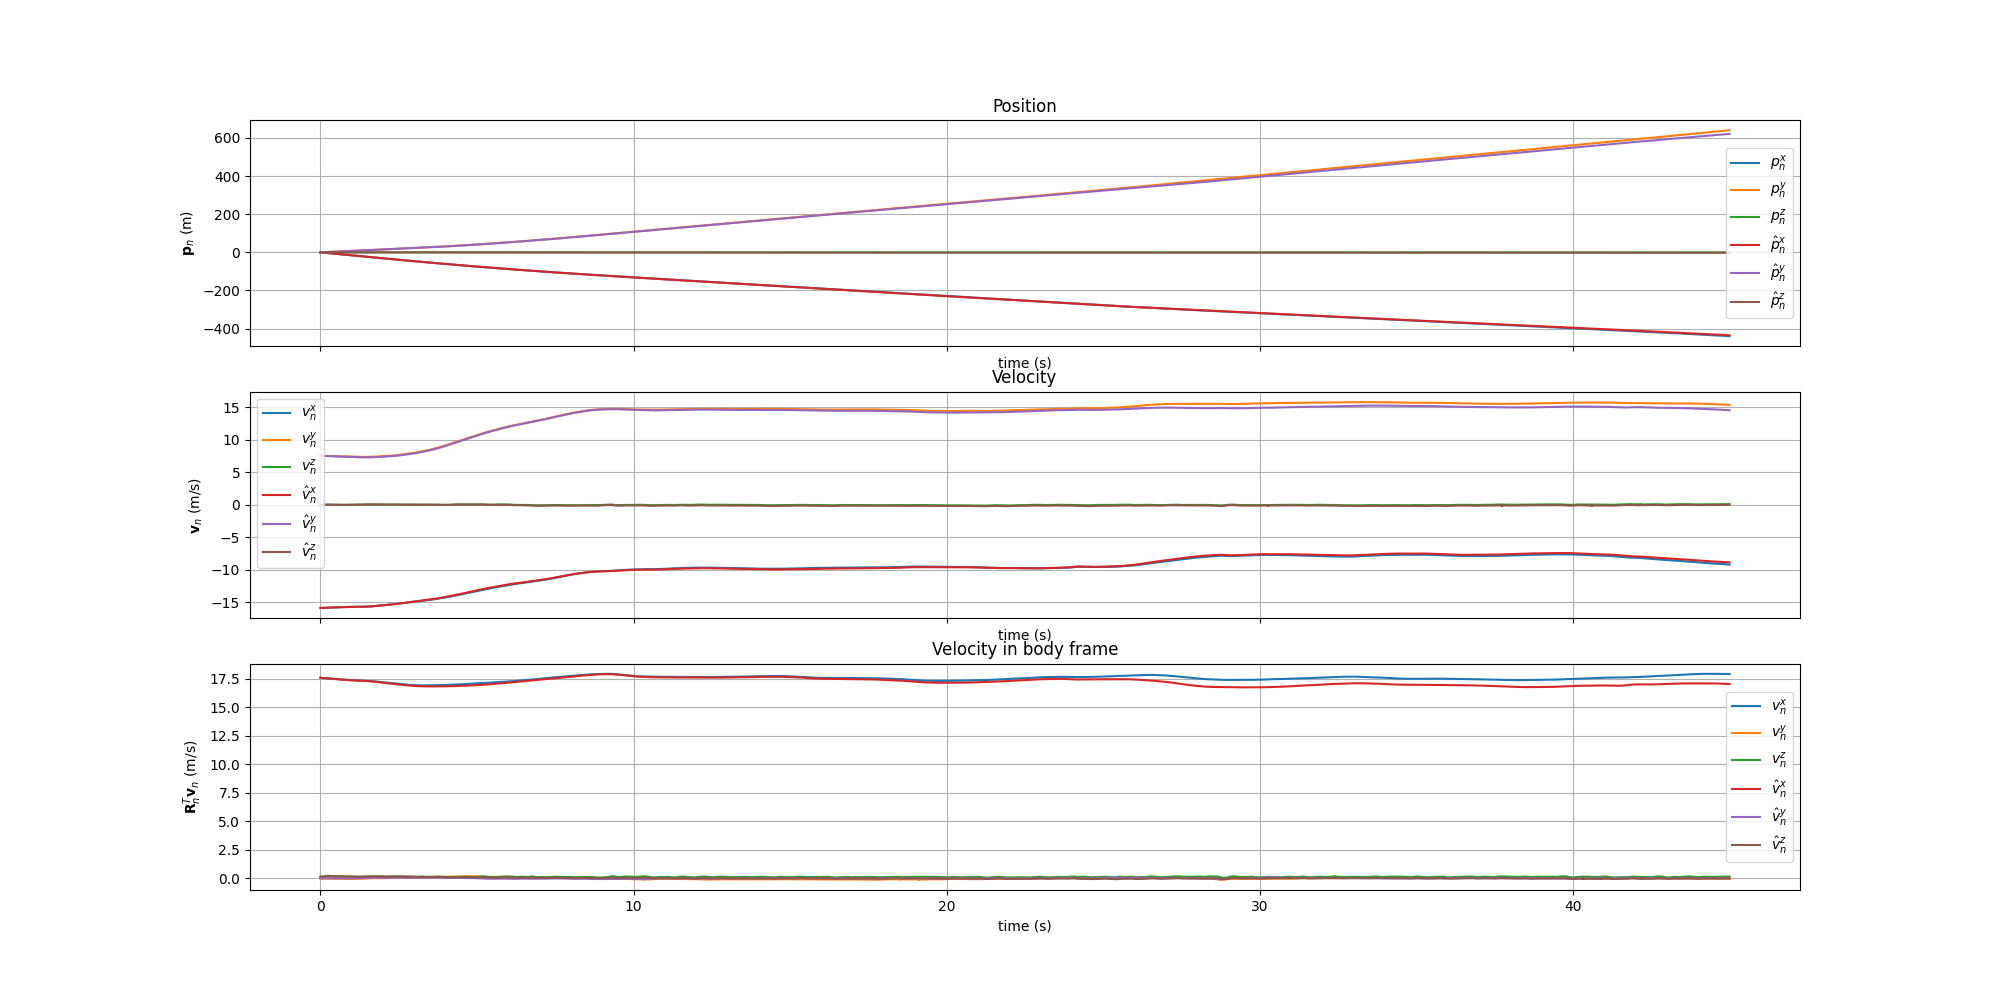 Position
600
400
200
0
−200
−400
p_n (m)
p_n^x
p_n^y
p_n^z
p̂_n^x
p̂_n^y
p̂_n^z
time (s)
Velocity
15
10
5
0
−5
−10
−15
v_n (m/s)
v_n^x
v_n^y
v_n^z
v̂_n^x
v̂_n^y
v̂_n^z
time (s)
Velocity in body frame
17.5
15.0
12.5
10.0
7.5
5.0
2.5
0.0
R_n^T v_n (m/s)
v_n^x
v_n^y
v_n^z
v̂_n^x
v̂_n^y
v̂_n^z
0 10 20 30 40
time (s)